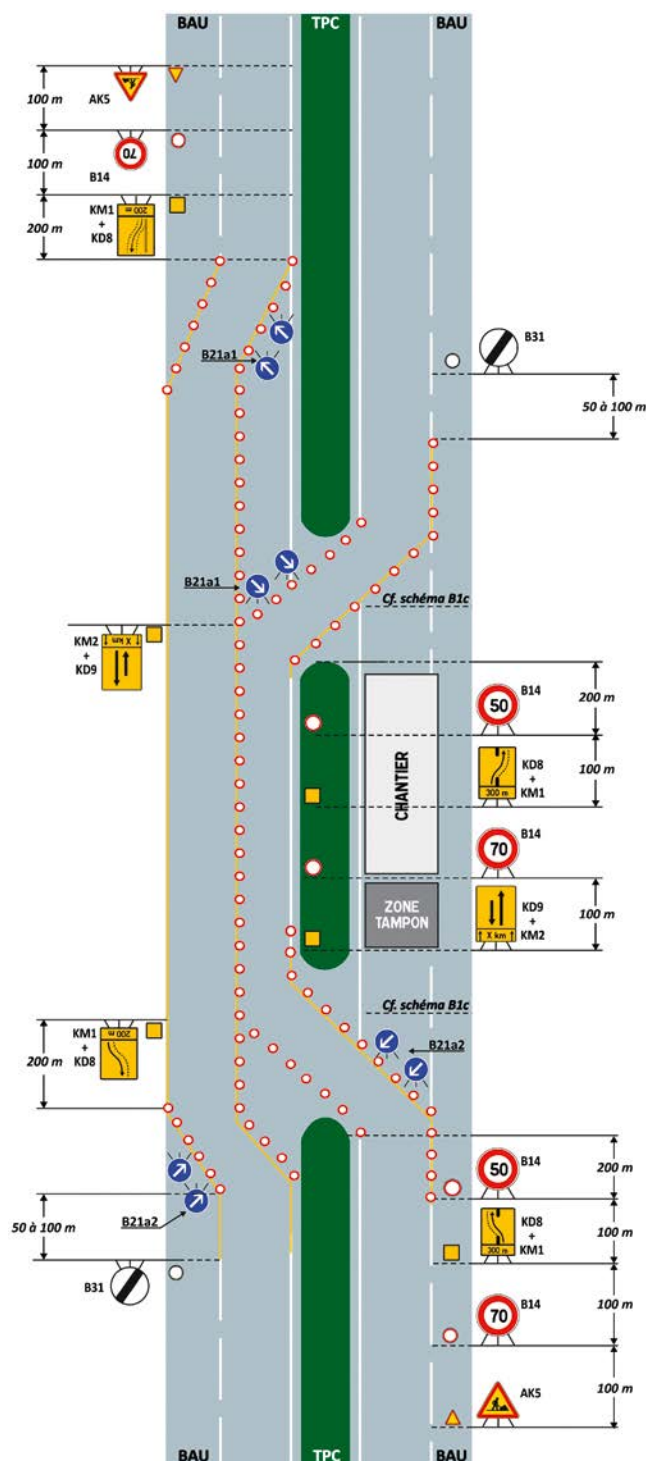 BAU TPC BAU
100 m
AK5
100 m
70
B14
200 m
KM1
+
KD8
200 m
B21a1
B31
50 à 100 m
B21a1
Cf. schéma B1c
KM2
+
KD9
X km
CHANTIER
200 m
50
B14
100 m
300 m
KD8
+
KM1
70
B14
ZONE
TAMPON
100 m
X km
KD9
+
KM2
Cf. schéma B1c
KM1
+
KD8
200 m
200 m
B21a2
B21a2
50 à 100 m
B31
200 m
50
B14
100 m
300 m
KD8
+
KM1
100 m
70
B14
100 m
AK5
BAU TPC BAU